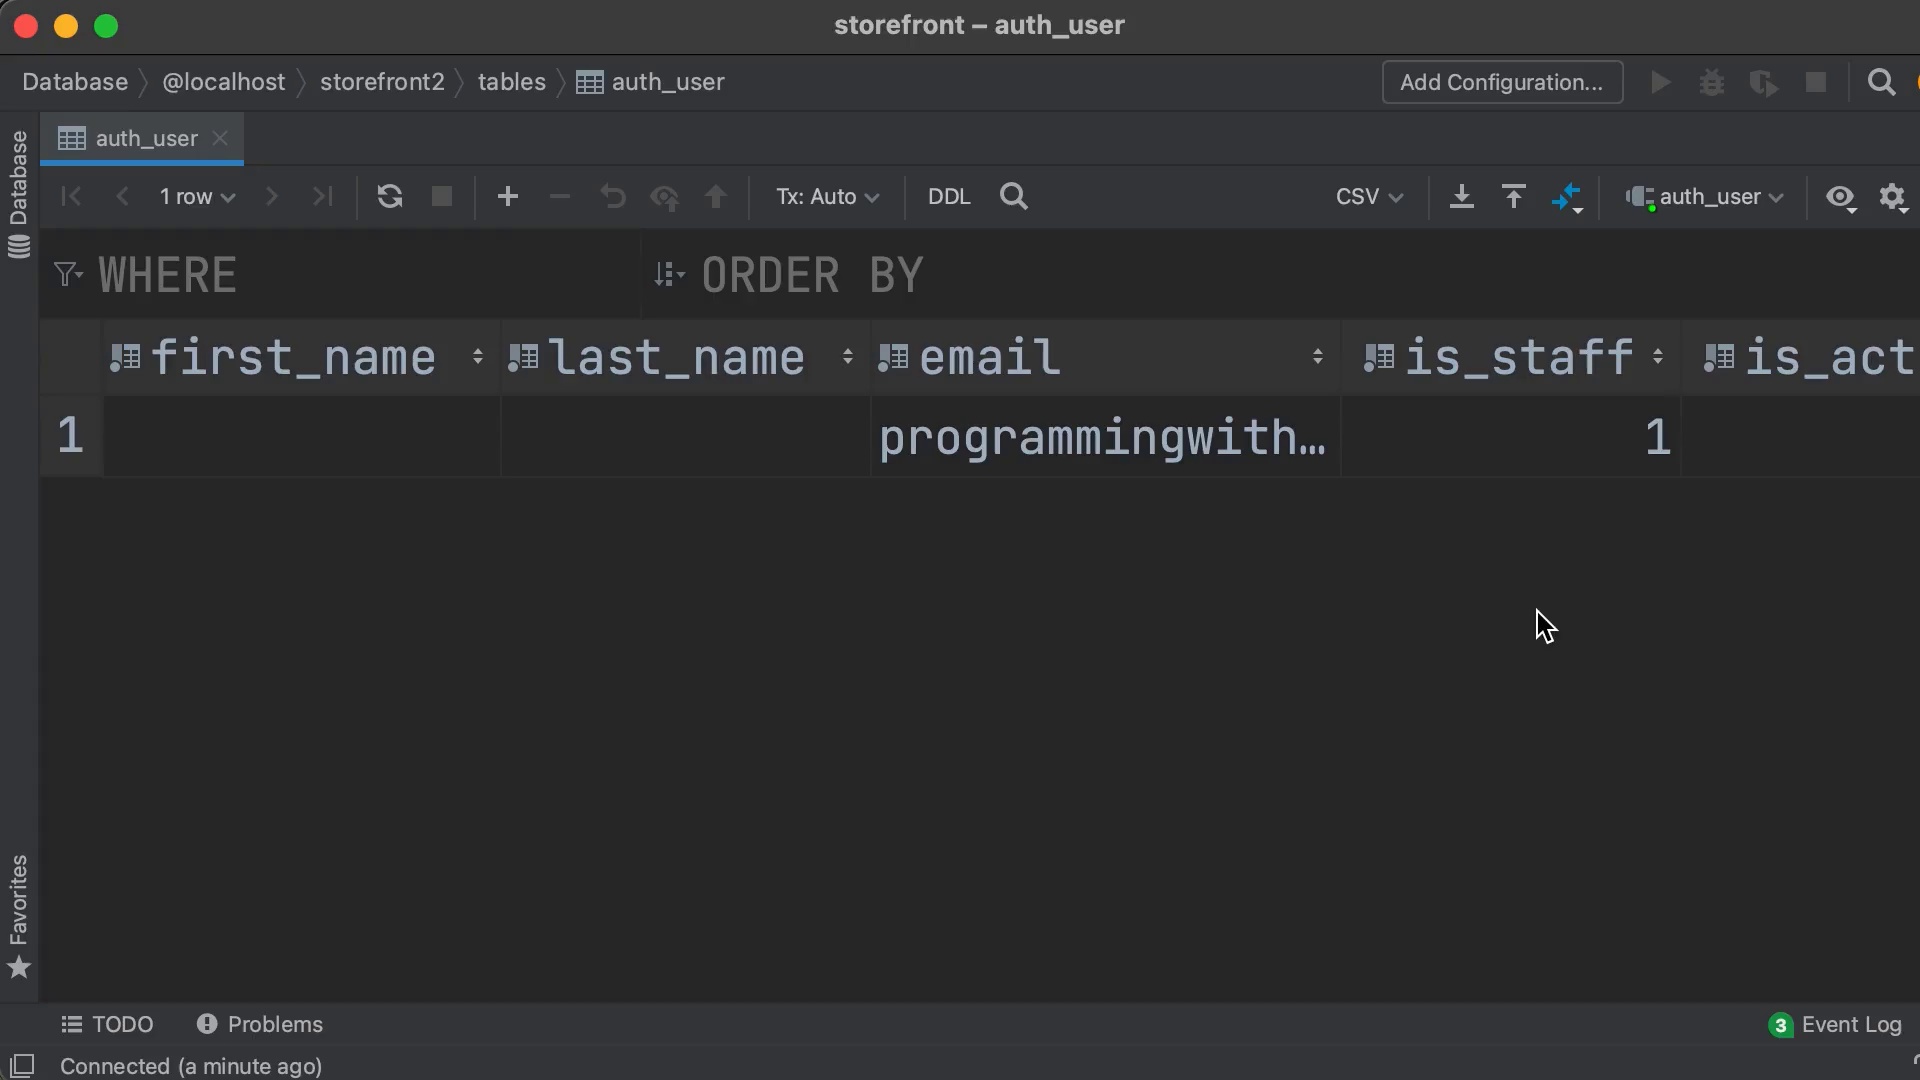 storefront – auth_user
Database @localhost storefront2 tables auth_user
Add Configuration...
Database
auth_user
1 row
Tx: Auto
DDL
CSV
auth_user
WHERE
ORDER BY
first_name last_name email is_staff is_act
1 programmingwith… 1
Favorites
TODO
Problems
3 Event Log
Connected (a minute ago)